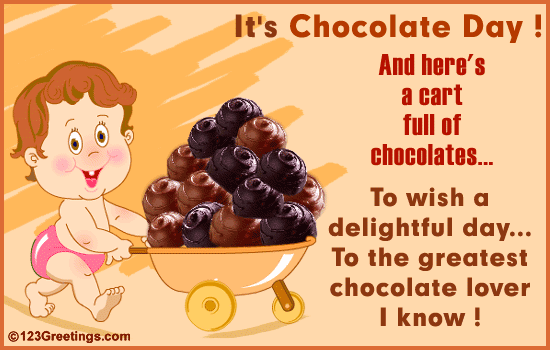 It's Chocolate Day !
And here's
a cart
full of
chocolates...
To wish a
delightful day...
To the greatest
chocolate lover
I know !
©123Greetings.com